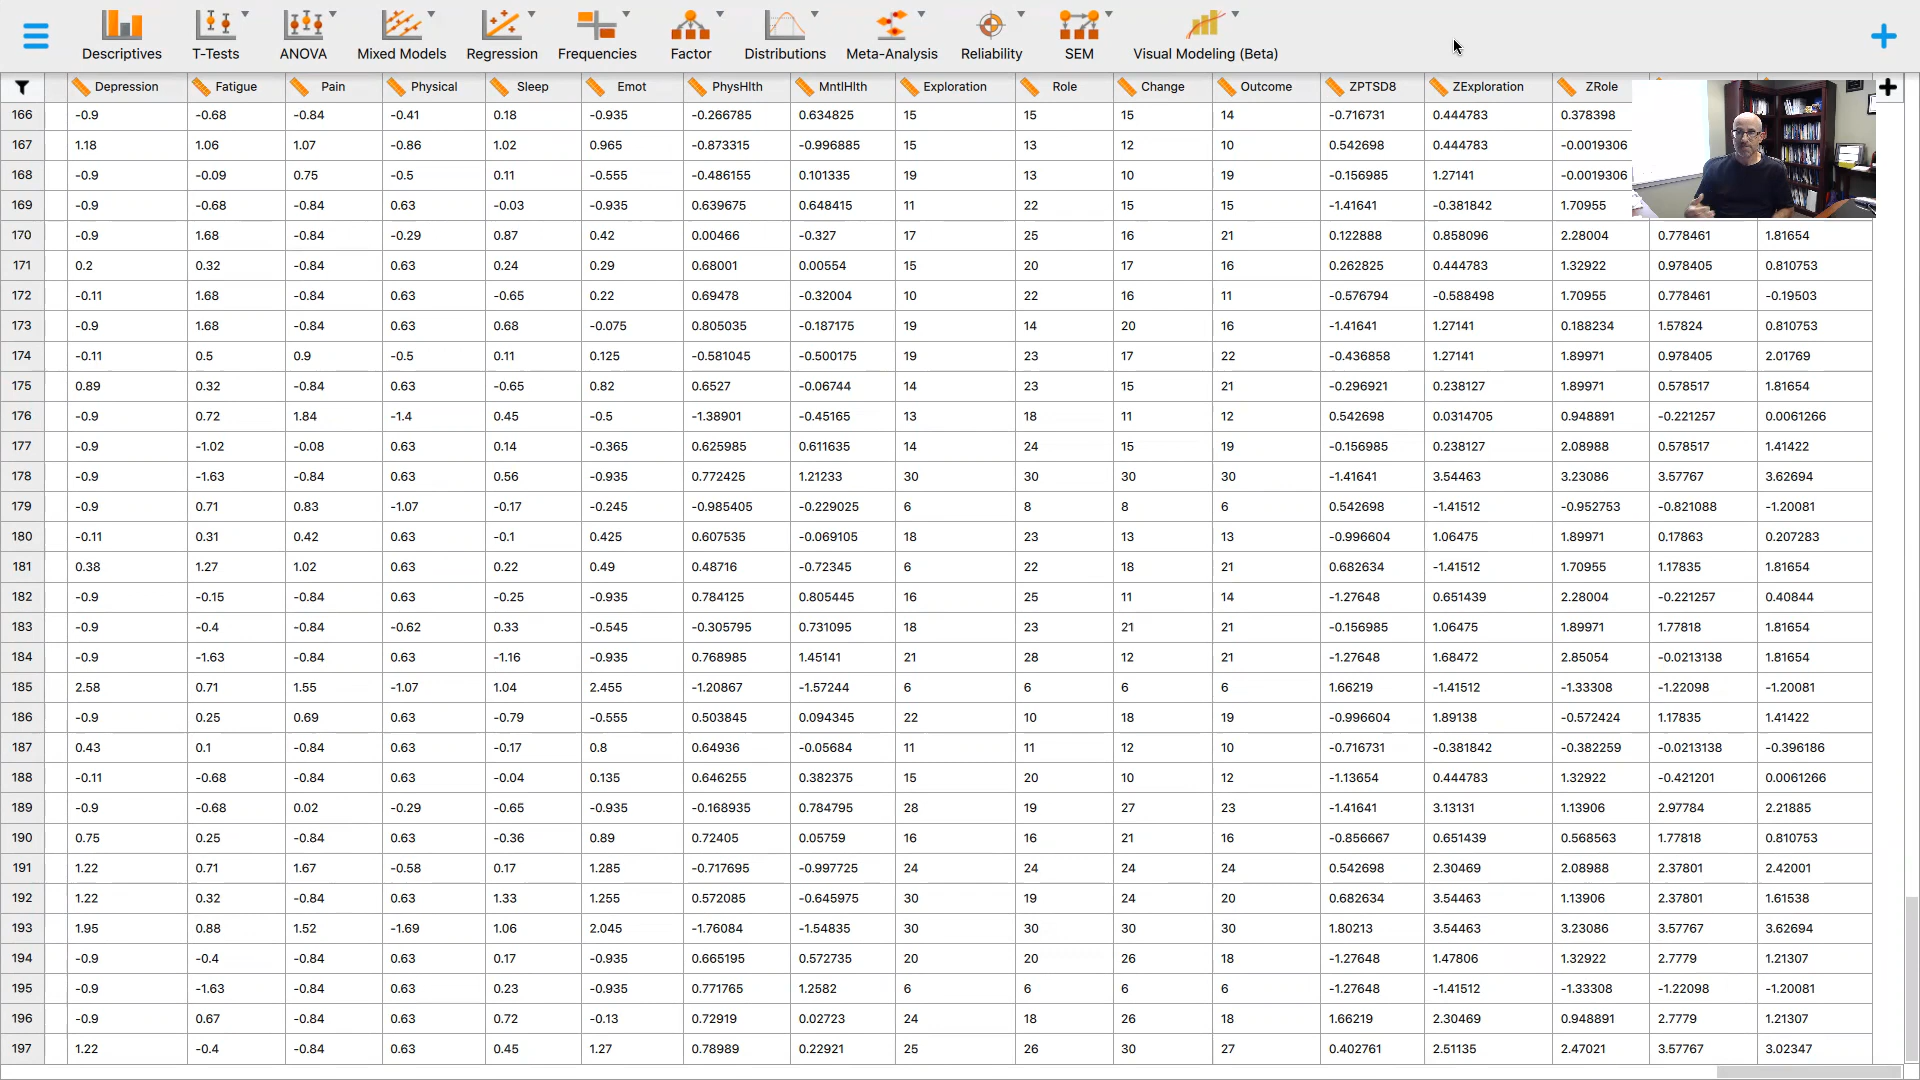 Descriptives T-Tests ANOVA Mixed Models Regression Frequencies Factor Distributions Meta-Analysis Reliability SEM Visual Modeling (Beta)
Depression Fatigue Pain Physical Sleep Emot PhysHlth MntlHlth Exploration Role Change Outcome ZPTSD8 ZExploration ZRole
166 -0.9 -0.68 -0.84 -0.41 0.18 -0.935 -0.266785 0.634825 15 15 15 14 -0.716731 0.444783 0.378398
167 1.18 1.06 1.07 -0.86 1.02 0.965 -0.873315 -0.996885 15 13 12 10 0.542698 0.444783 -0.0019306
168 -0.9 -0.09 0.75 -0.5 0.11 -0.555 -0.486155 0.101335 19 13 10 19 -0.156985 1.27141 -0.0019306
169 -0.9 -0.68 -0.84 0.63 -0.03 -0.935 0.639675 0.648415 11 22 15 15 -1.41641 -0.381842 1.70955
170 -0.9 1.68 -0.84 -0.29 0.87 0.42 0.00466 -0.327 17 25 16 21 0.122888 0.858096 2.28004 0.778461 1.81654
171 0.2 0.32 -0.84 0.63 0.24 0.29 0.68001 0.00554 15 20 17 16 0.262825 0.444783 1.32922 0.978405 0.810753
172 -0.11 1.68 -0.84 0.63 -0.65 0.22 0.69478 -0.32004 10 22 16 11 -0.576794 -0.588498 1.70955 0.778461 -0.19503
173 -0.9 1.68 -0.84 0.63 0.68 -0.075 0.805035 -0.187175 19 14 20 16 -1.41641 1.27141 0.188234 1.57824 0.810753
174 -0.11 0.5 0.9 -0.5 0.11 0.125 -0.581045 -0.500175 19 23 17 22 -0.436858 1.27141 1.89971 0.978405 2.01769
175 0.89 0.32 -0.84 0.63 -0.65 0.82 0.6527 -0.06744 14 23 15 21 -0.296921 0.238127 1.89971 0.578517 1.81654
176 -0.9 0.72 1.84 -1.4 0.45 -0.5 -1.38901 -0.45165 13 18 11 12 0.542698 0.0314705 0.948891 -0.221257 0.0061266
177 -0.9 -1.02 -0.08 0.63 0.14 -0.365 0.625985 0.611635 14 24 15 19 -0.156985 0.238127 2.08988 0.578517 1.41422
178 -0.9 -1.63 -0.84 0.63 0.56 -0.935 0.772425 1.21233 30 30 30 30 -1.41641 3.54463 3.23086 3.57767 3.62694
179 -0.9 0.71 0.83 -1.07 -0.17 -0.245 -0.985405 -0.229025 6 8 8 6 0.542698 -1.41512 -0.952753 -0.821088 -1.20081
180 -0.11 0.31 0.42 0.63 -0.1 0.425 0.607535 -0.069105 18 23 13 13 -0.996604 1.06475 1.89971 0.17863 0.207283
181 0.38 1.27 1.02 0.63 0.22 0.49 0.48716 -0.72345 6 22 18 21 0.682634 -1.41512 1.70955 1.17835 1.81654
182 -0.9 -0.15 -0.84 0.63 -0.25 -0.935 0.784125 0.805445 16 25 11 14 -1.27648 0.651439 2.28004 -0.221257 0.40844
183 -0.9 -0.4 -0.84 -0.62 0.33 -0.545 -0.305795 0.731095 18 23 21 21 -0.156985 1.06475 1.89971 1.77818 1.81654
184 -0.9 -1.63 -0.84 0.63 -1.16 -0.935 0.768985 1.45141 21 28 12 21 -1.27648 1.68472 2.85054 -0.0213138 1.81654
185 2.58 0.71 1.55 -1.07 1.04 2.455 -1.20867 -1.57244 6 6 6 6 1.66219 -1.41512 -1.33308 -1.22098 -1.20081
186 -0.9 0.25 0.69 0.63 -0.79 -0.555 0.503845 0.094345 22 10 18 19 -0.996604 1.89138 -0.572424 1.17835 1.41422
187 0.43 0.1 -0.84 0.63 -0.17 0.8 0.64936 -0.05684 11 11 12 10 -0.716731 -0.381842 -0.382259 -0.0213138 -0.396186
188 -0.11 -0.68 -0.84 0.63 -0.04 0.135 0.646255 0.382375 15 20 10 12 -1.13654 0.444783 1.32922 -0.421201 0.0061266
189 -0.9 -0.68 0.02 -0.29 -0.65 -0.935 -0.168935 0.784795 28 19 27 23 -1.41641 3.13131 1.13906 2.97784 2.21885
190 0.75 0.25 -0.84 0.63 -0.36 0.89 0.72405 0.05759 16 16 21 16 -0.856667 0.651439 0.568563 1.77818 0.810753
191 1.22 0.71 1.67 -0.58 0.17 1.285 -0.717695 -0.997725 24 24 24 24 0.542698 2.30469 2.08988 2.37801 2.42001
192 1.22 0.32 -0.84 0.63 1.33 1.255 0.572085 -0.645975 30 19 24 20 0.682634 3.54463 1.13906 2.37801 1.61538
193 1.95 0.88 1.52 -1.69 1.06 2.045 -1.76084 -1.54835 30 30 30 30 1.80213 3.54463 3.23086 3.57767 3.62694
194 -0.9 -0.4 -0.84 0.63 0.17 -0.935 0.665195 0.572735 20 20 26 18 -1.27648 1.47806 1.32922 2.7779 1.21307
195 -0.9 -1.63 -0.84 0.63 0.23 -0.935 0.771765 1.2582 6 6 6 6 -1.27648 -1.41512 -1.33308 -1.22098 -1.20081
196 -0.9 0.67 -0.84 0.63 0.72 -0.13 0.72919 0.02723 24 18 26 18 1.66219 2.30469 0.948891 2.7779 1.21307
197 1.22 -0.4 -0.84 0.63 0.45 1.27 0.78989 0.22921 25 26 30 27 0.402761 2.51135 2.47021 3.57767 3.02347